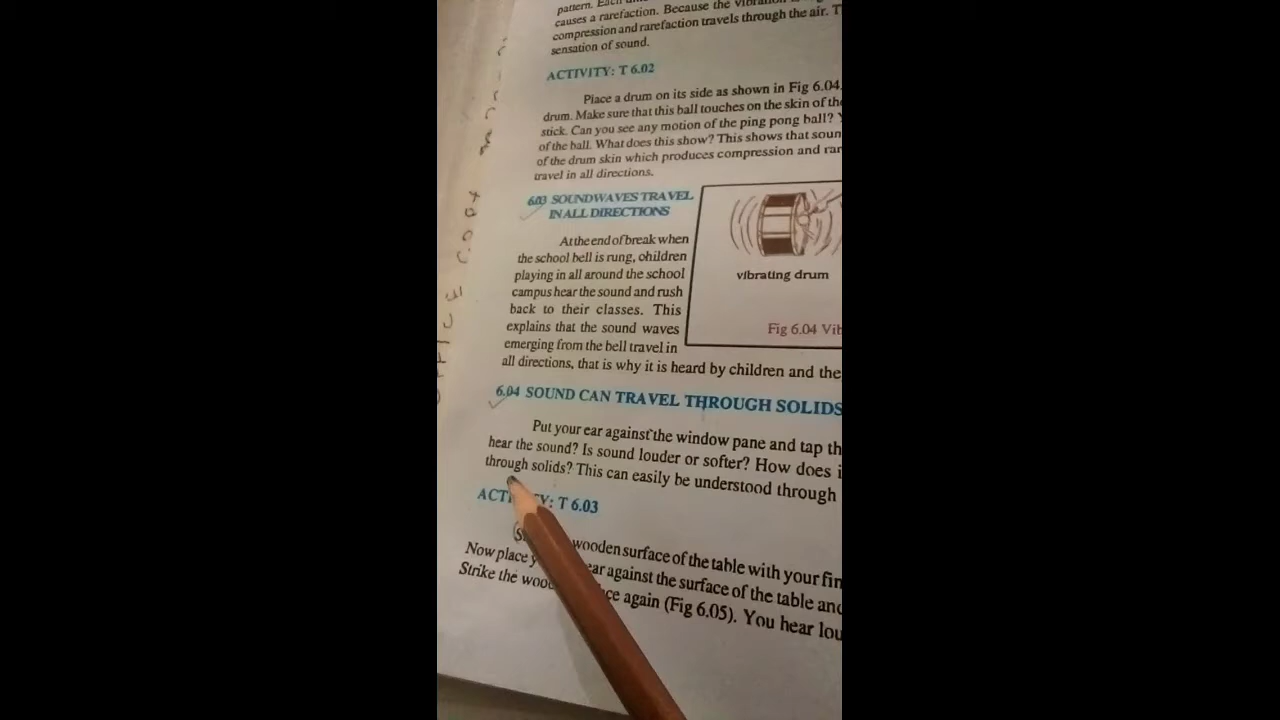 pattern. Each
causes a rarefaction. Because the vibration
compression and rarefaction travels through the air. T
sensation of sound.
ACTIVITY: T 6.02
Place a drum on its side as shown in Fig 6.04.
drum. Make sure that this ball touches on the skin of the
stick. Can you see any motion of the ping pong ball? Y
of the ball. What does this show? This shows that soun
of the drum skin which produces compression and rar
travel in all directions.
6.03 SOUNDWAVES TRAVEL
IN ALL DIRECTIONS
At the end of break when
the school bell is rung, ohildren
playing in all around the school
campus hear the sound and rush
back to their classes. This
explains that the sound waves
emerging from the bell travel in
all directions, that is why it is heard by children and the
vibrating drum
Fig 6.04 Vib
6.04 SOUND CAN TRAVEL THROUGH SOLIDS
Put your ear against the window pane and tap th
hear the sound? Is sound louder or softer? How does i
through solids? This can easily be understood through
ACTI Y: T 6.03
wooden surface of the table with your fin
Now place y ear against the surface of the table and
Strike the woo ce again (Fig 6.05). You hear lou